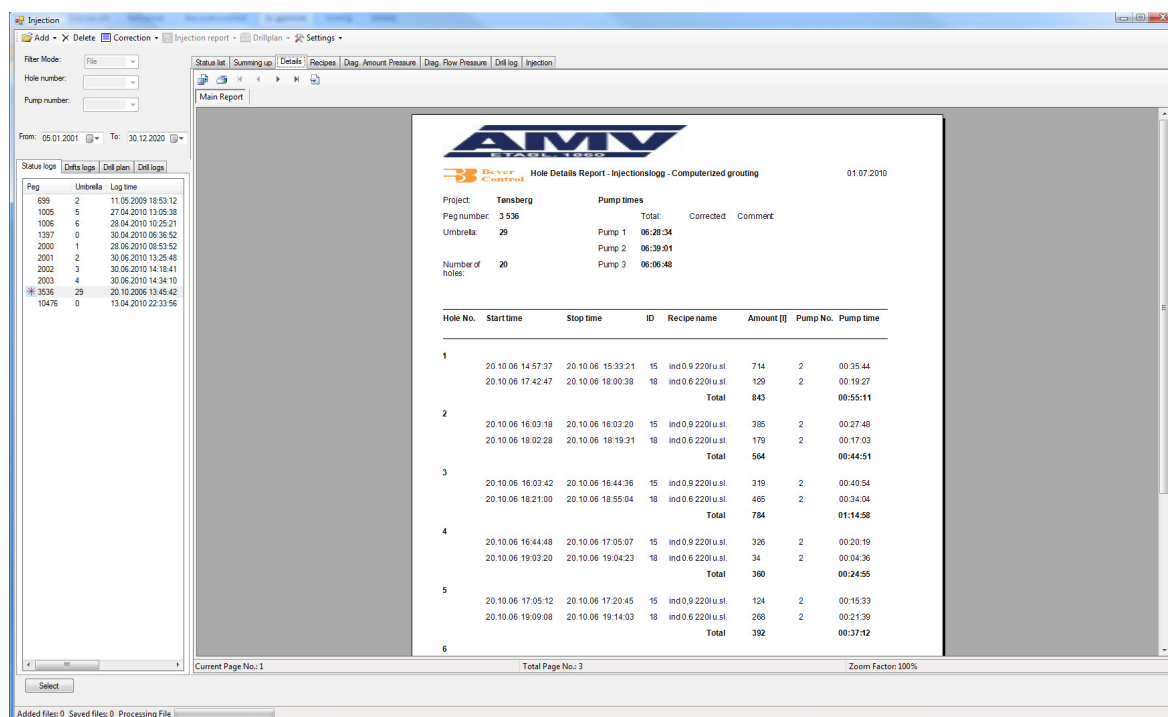 Injection
Add Delete Correction Injection report Drillplan Settings
Filter Mode: File
Hole number:
Pump number:
From: 05.01.2001 To: 30.12.2020
Status logs Drifts logs Drill plan Drill logs
Peg Umbrella Log time
699 2 11.05.2009 18:53:12
1005 5 27.04.2010 13:05:38
1006 6 28.04.2010 10:25:21
1397 0 30.04.2010 06:36:52
2000 1 28.06.2010 08:53:52
2001 2 30.06.2010 13:25:48
2002 3 30.06.2010 14:18:41
2003 4 30.06.2010 14:34:10
3536 29 20.10.2006 13:45:42
10476 0 13.04.2010 22:33:56
Select
Status list Summing up Details Recipes Diag. Amount Pressure Diag. Flow Pressure Drill log Injection
Main Report
AMV
ETABL. 1860
Bever Control Hole Details Report - Injectionslogg - Computerized grouting 01.07.2010
Project: Tønsberg Pump times
Peg number: 3 536 Total: Corrected: Comment:
Umbrella: 29 Pump 1 06:28:34
Pump 2 06:39:01
Number of holes: 20 Pump 3 06:06:48
Hole No. Start time Stop time ID Recipe name Amount [l] Pump No. Pump time
1
20.10.06 14:57:37 20.10.06 15:33:21 15 ind 0,9 220l u.sl. 714 2 00:35:44
20.10.06 17:42:47 20.10.06 18:00:38 18 ind 0.6 220l u.sl. 129 2 00:19:27
Total 843 00:55:11
2
20.10.06 16:03:18 20.10.06 16:03:20 15 ind 0,9 220l u.sl. 385 2 00:27:48
20.10.06 18:02:28 20.10.06 18:19:31 18 ind 0.6 220l u.sl. 179 2 00:17:03
Total 564 00:44:51
3
20.10.06 16:03:42 20.10.06 16:44:36 15 ind 0,9 220l u.sl. 319 2 00:40:54
20.10.06 18:21:00 20.10.06 18:55:04 18 ind 0.6 220l u.sl. 465 2 00:34:04
Total 784 01:14:58
4
20.10.06 16:44:48 20.10.06 17:05:07 15 ind 0,9 220l u.sl. 326 2 00:20:19
20.10.06 19:03:20 20.10.06 19:04:23 18 ind 0.6 220l u.sl. 34 2 00:04:36
Total 360 00:24:55
5
20.10.06 17:05:12 20.10.06 17:20:45 15 ind 0,9 220l u.sl. 124 2 00:15:33
20.10.06 19:09:08 20.10.06 19:14:03 18 ind 0.6 220l u.sl. 268 2 00:21:39
Total 392 00:37:12
6
Current Page No.: 1 Total Page No.: 3 Zoom Factor: 100%
Added files: 0 Saved files: 0 Processing File